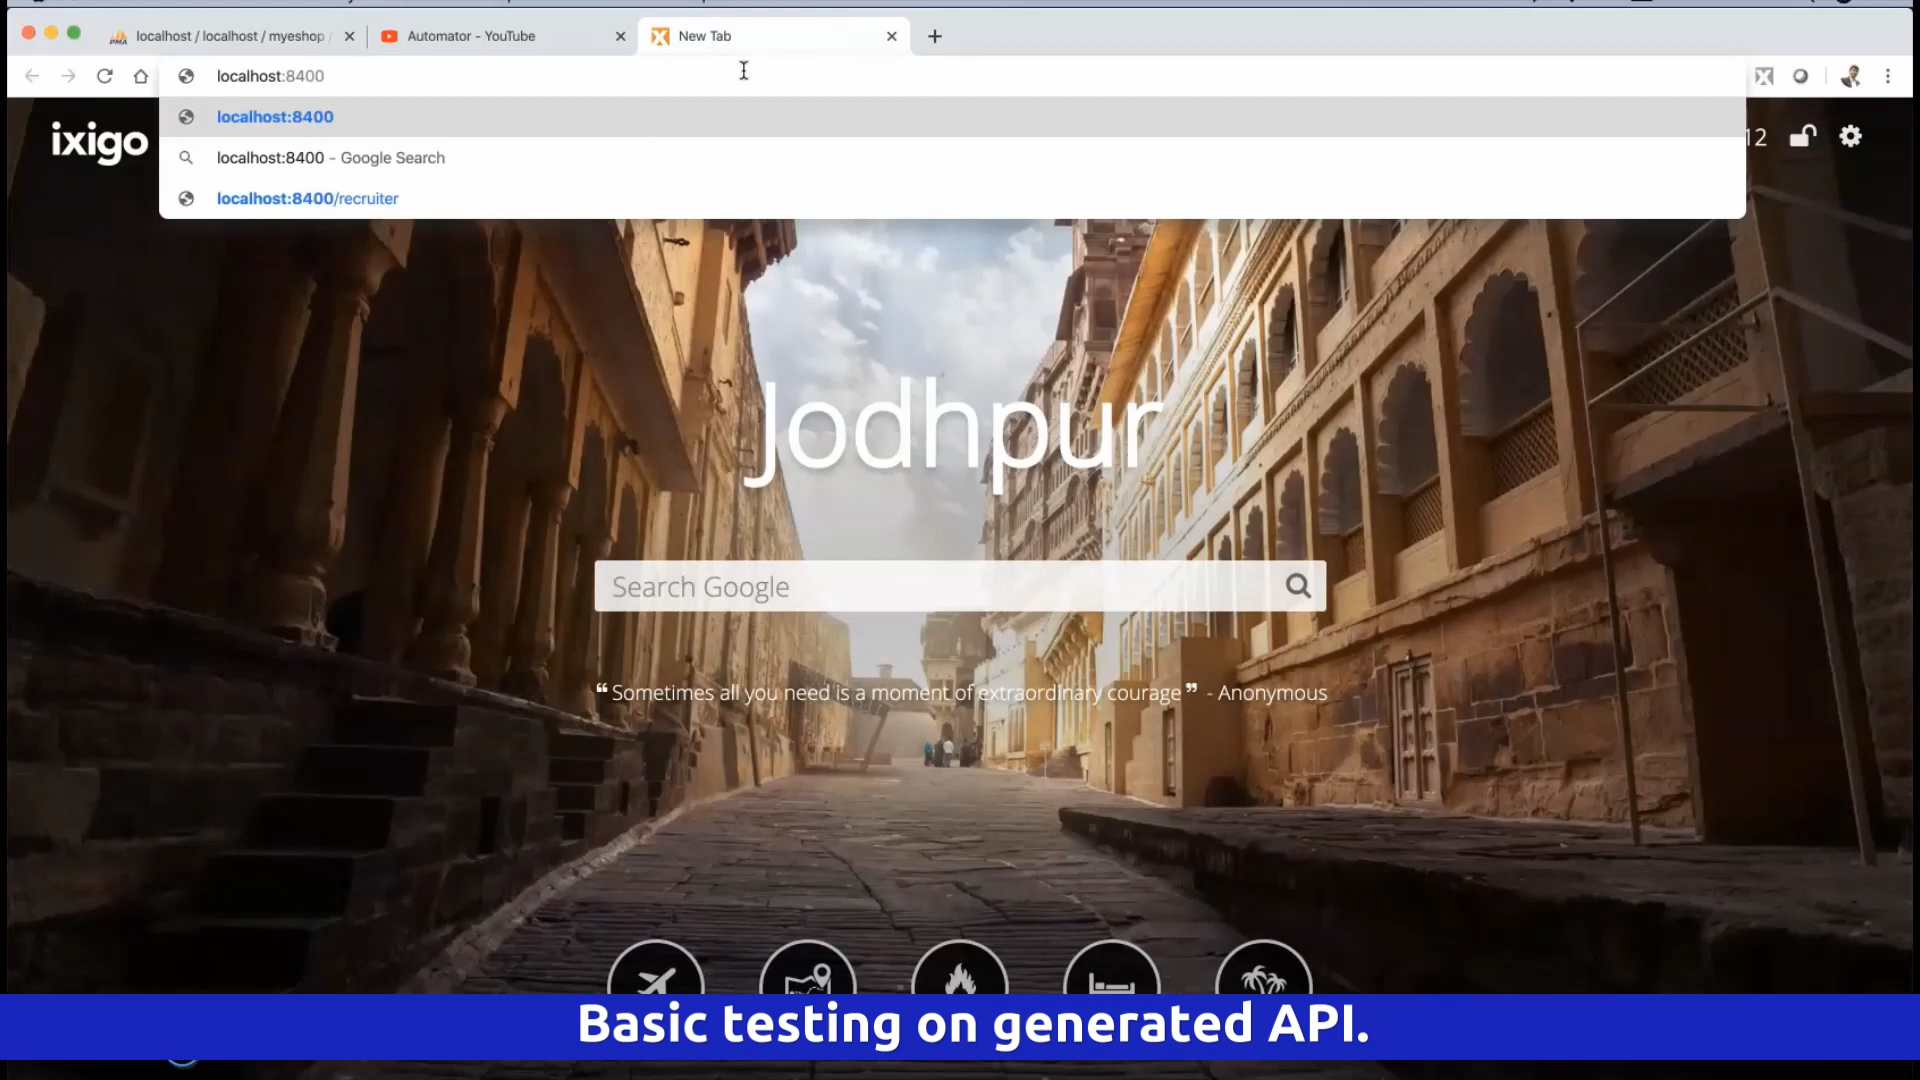 localhost / localhost / myeshop
Automator - YouTube
New Tab
localhost:8400
localhost:8400
localhost:8400 - Google Search
localhost:8400/recruiter
ixigo
12
Jodhpur
Search Google
❝ Sometimes all you need is a moment of extraordinary courage ❞ - Anonymous
Basic testing on generated API.